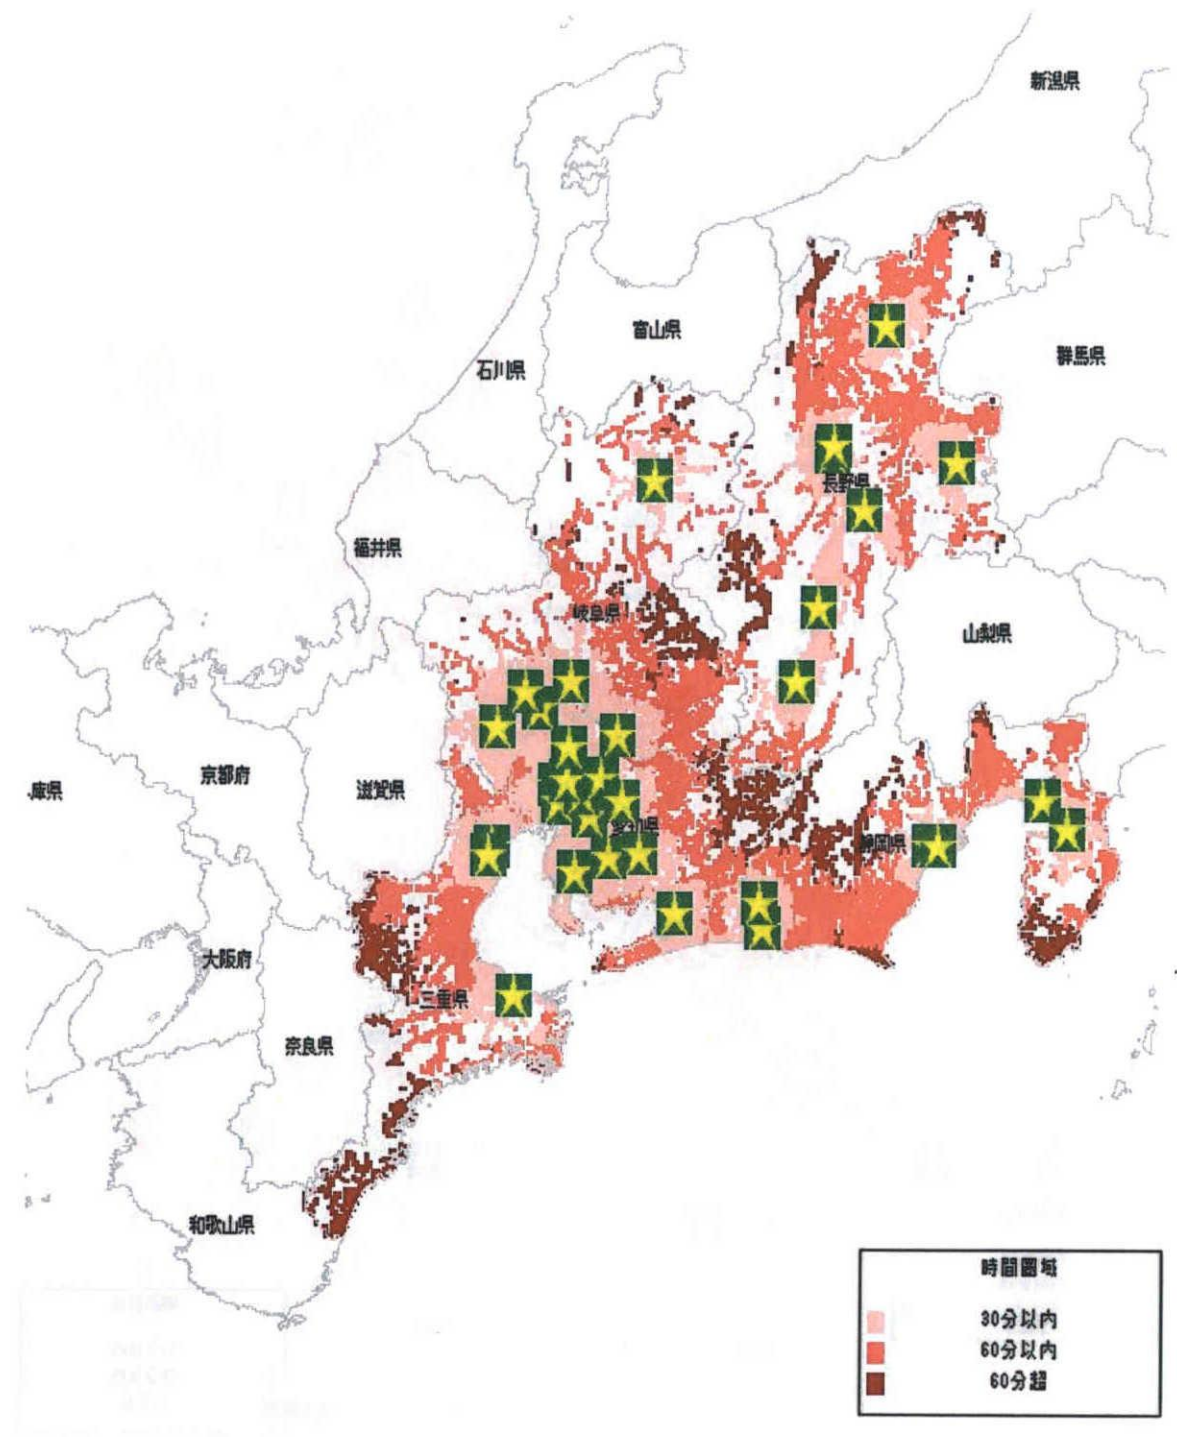 新潟県
富山県
石川県
群馬県
長野県
福井県
岐阜県
山梨県
京都府
滋賀県
庫県
静岡県
大阪府
三重県
奈良県
和歌山県
時間圏域
30分以内
60分以内
60分超